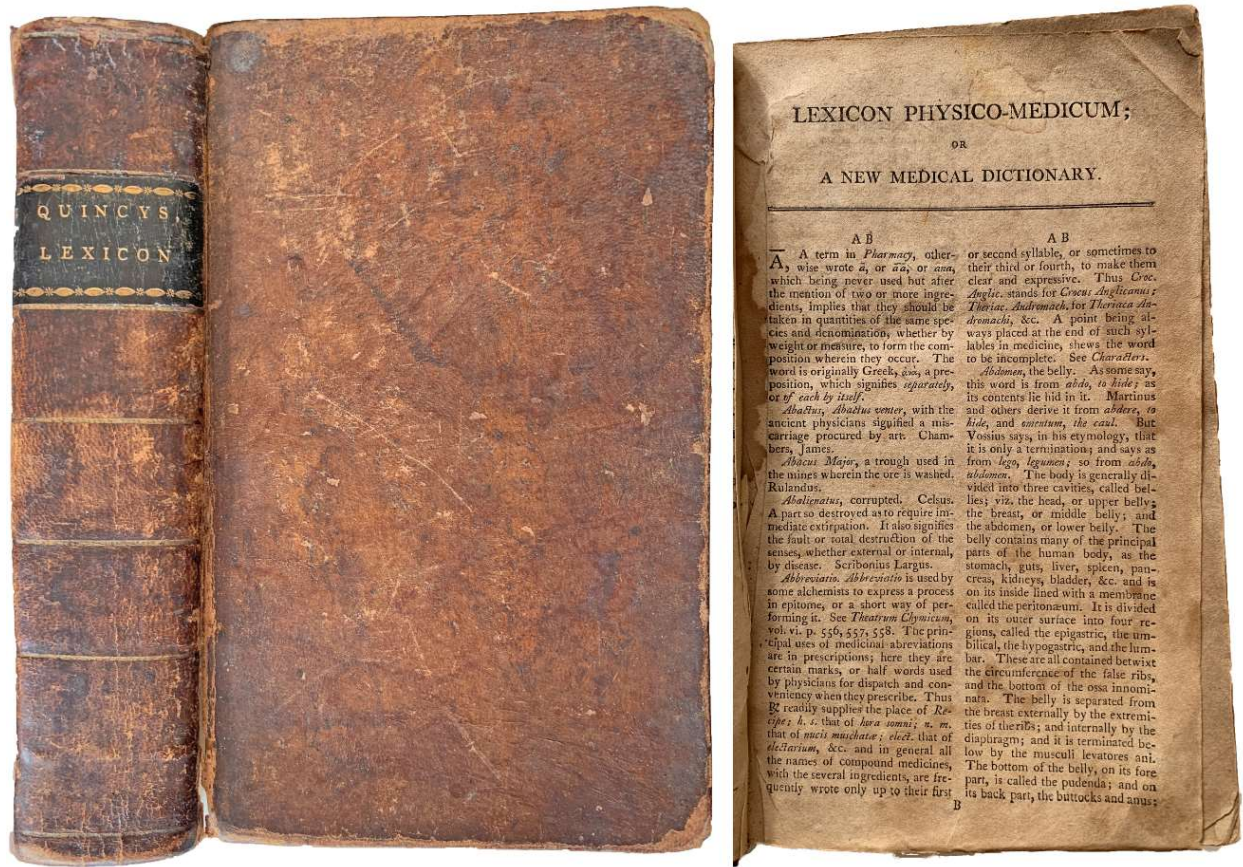 QUINCYS,
LEXICON
LEXICON PHYSICO-MEDICUM;
OR
A NEW MEDICAL DICTIONARY.
A B
A, A term in Pharmacy, other-
wise wrote ā, or āā, or ana,
which being never used but after
the mention of two or more ingre-
dients, implies that they should be
taken in quantities of the same spe-
cies and denomination, whether by
weight or measure, to form the com-
position wherein they occur. The
word is originally Greek, ἀνα, a pre-
position, which signifies separately,
or of each by itself.
Abactus, Abactus venter, with the
ancient physicians signified a mis-
carriage procured by art. Cham-
bers, James.
Abacus Major, a trough used in
the mines wherein the ore is washed.
Rulandus.
Abalienatus, corrupted. Celsus.
A part so destroyed as to require im-
mediate extirpation. It also signifies
the fault or total destruction of the
senses, whether external or internal,
by disease. Scribonius Largus.
Abbreviatio. Abbreviatio is used by
some alchemists to express a process
in epitome, or a short way of per-
forming it. See Theatrum Chymicum,
vol. vi. p. 556, 557, 558. The prin-
cipal uses of medicinal abreviations
are in prescriptions; here they are
certain marks, or half words used
by physicians for dispatch and con-
veniency when they prescribe. Thus
℞ readily supplies the place of Re-
cipe; h. s. that of hora somni; n. m.
that of nucis muschatæ; elect. that of
electarium, &c. and in general all
the names of compound medicines,
with the several ingredients, are fre-
quently wrote only up to their first
A B
or second syllable, or sometimes to
their third or fourth, to make them
clear and expressive. Thus Croc.
Anglic. stands for Crocus Anglicanus;
Theriac. Andromach. for Theriaca An-
dromachi, &c. A point being al-
ways placed at the end of such syl-
lables in medicine, shews the word
to be incomplete. See Characters.
Abdomen, the belly. As some say,
this word is from abdo, to hide; as
its contents lie hid in it. Martinus
and others derive it from abdere, to
hide, and omentum, the caul. But
Vossius says, in his etymology, that
it is only a termination; and says as
from lego, legumen; so from abdo,
abdomen. The body is generally di-
vided into three cavities, called bel-
lies; viz. the head, or upper belly;
the breast, or middle belly; and
the abdomen, or lower belly. The
belly contains many of the principal
parts of the human body, as the
stomach, guts, liver, spleen, pan-
creas, kidneys, bladder, &c. and is
on its inside lined with a membrane
called the peritonæum. It is divided
on its outer surface into four re-
gions, called the epigastric, the um-
bilical, the hypogastric, and the lum-
bar. These are all contained betwixt
the circumference of the false ribs,
and the bottom of the ossa innomi-
nata. The belly is separated from
the breast externally by the extremi-
ties of the ribs; and internally by the
diaphragm; and it is terminated be-
low by the musculi levatores ani.
The bottom of the belly, on its fore
part, is called the pudenda; and on
its back part, the buttocks and anus;
B